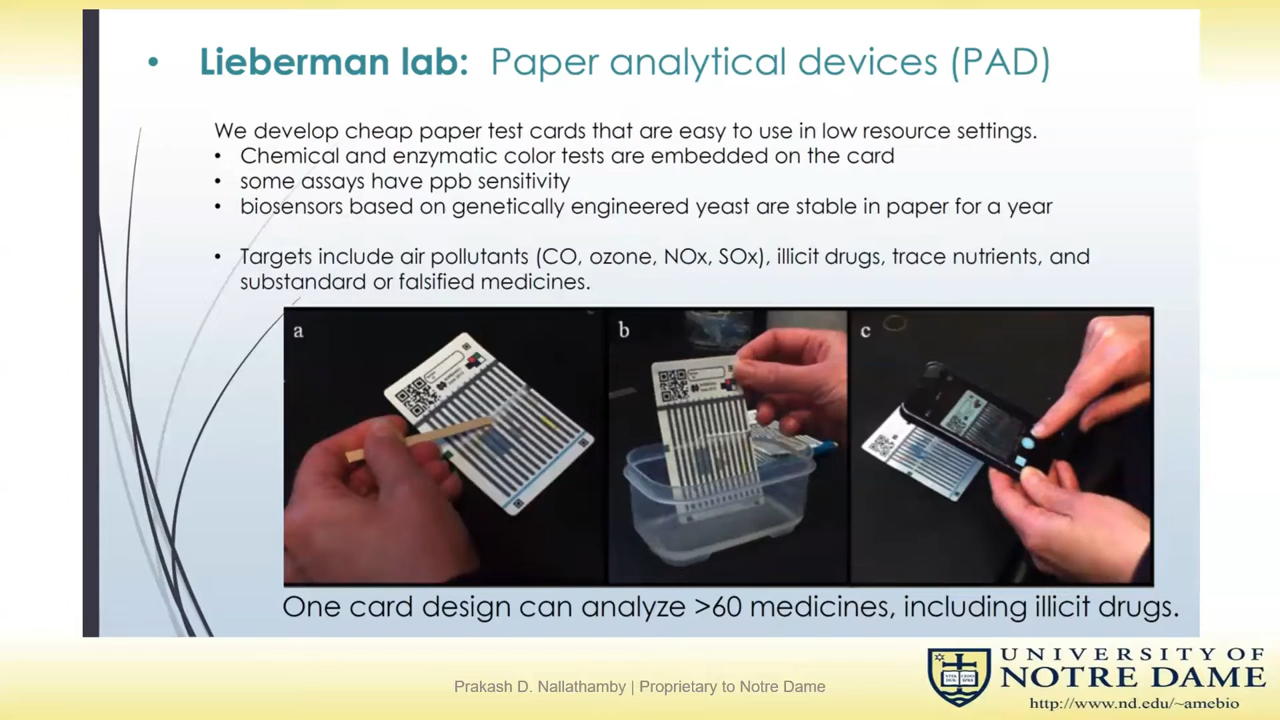 • Lieberman lab: Paper analytical devices (PAD)
We develop cheap paper test cards that are easy to use in low resource settings.
• Chemical and enzymatic color tests are embedded on the card
• some assays have ppb sensitivity
• biosensors based on genetically engineered yeast are stable in paper for a year
• Targets include air pollutants (CO, ozone, NOx, SOx), illicit drugs, trace nutrients, and
substandard or falsified medicines.
a b c
One card design can analyze >60 medicines, including illicit drugs.
Prakash D. Nallathamby | Proprietary to Notre Dame
UNIVERSITY OF
NOTRE DAME
http://www.nd.edu/~amebio